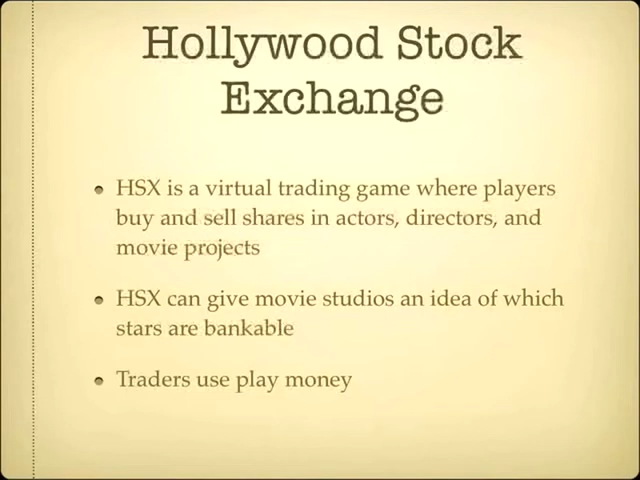 Hollywood Stock
Exchange
• HSX is a virtual trading game where players
buy and sell shares in actors, directors, and
movie projects
• HSX can give movie studios an idea of which
stars are bankable
• Traders use play money